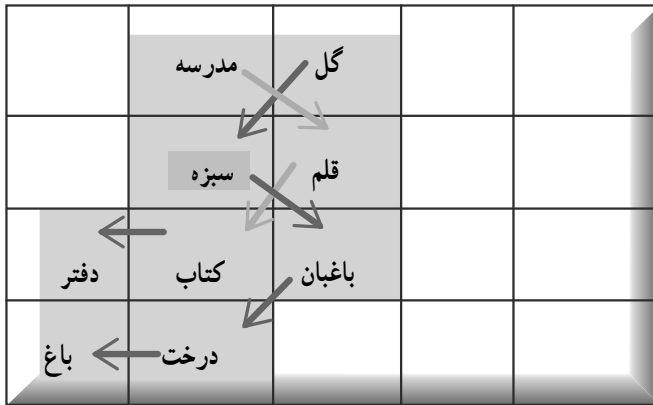 گل مدرسه
قلم سبزه
باغبان کتاب دفتر
درخت باغ